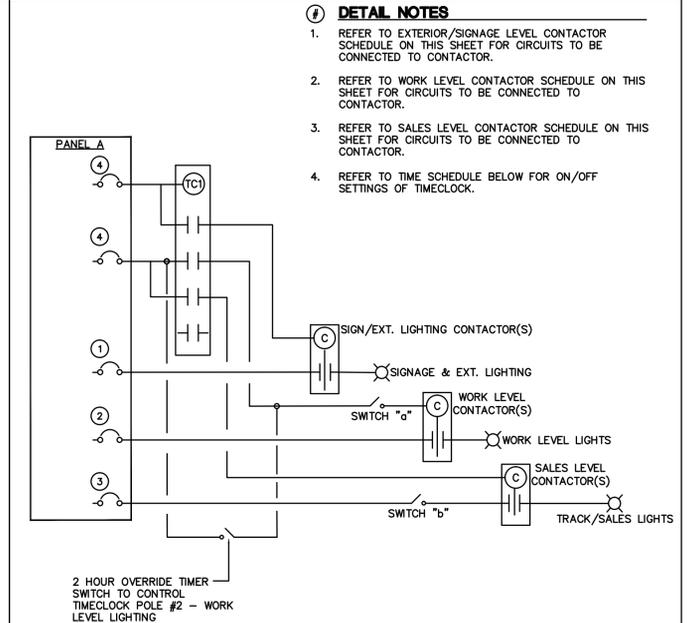 # DETAIL NOTES
1. REFER TO EXTERIOR/SIGNAGE LEVEL CONTACTOR
SCHEDULE ON THIS SHEET FOR CIRCUITS TO BE
CONNECTED TO CONTACTOR.
2. REFER TO WORK LEVEL CONTACTOR SCHEDULE ON THIS
SHEET FOR CIRCUITS TO BE CONNECTED TO
CONTACTOR.
3. REFER TO SALES LEVEL CONTACTOR SCHEDULE ON THIS
SHEET FOR CIRCUITS TO BE CONNECTED TO
CONTACTOR.
4. REFER TO TIME SCHEDULE BELOW FOR ON/OFF
SETTINGS OF TIMECLOCK.
PANEL A
4
TC1
4
C
SIGN/EXT. LIGHTING CONTACTOR(S)
1
SIGNAGE & EXT. LIGHTING
WORK LEVEL
CONTACTOR(S)
C
SWITCH "a"
2
WORK LEVEL LIGHTS
SALES LEVEL
CONTACTOR(S)
C
3
SWITCH "b"
TRACK/SALES LIGHTS
2 HOUR OVERRIDE TIMER
SWITCH TO CONTROL
TIMECLOCK POLE #2 - WORK
LEVEL LIGHTING